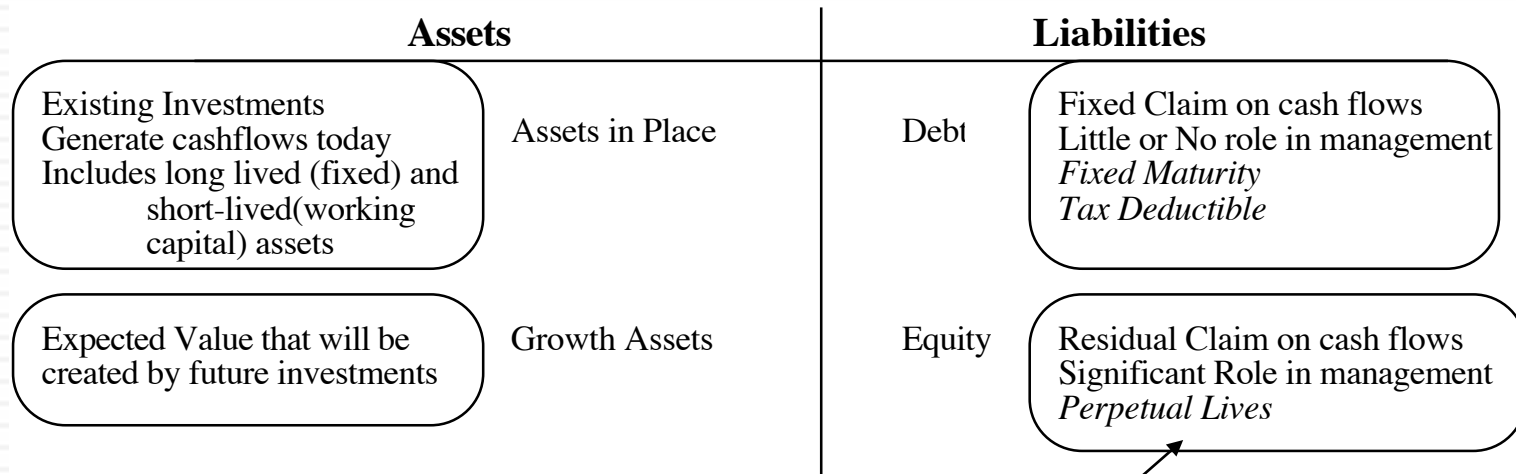 Assets
Liabilities
Existing Investments
Generate cashflows today
Includes long lived (fixed) and
short-lived(working
capital) assets
Assets in Place
Debt
Fixed Claim on cash flows
Little or No role in management
Fixed Maturity
Tax Deductible
Expected Value that will be
created by future investments
Growth Assets
Equity
Residual Claim on cash flows
Significant Role in management
Perpetual Lives